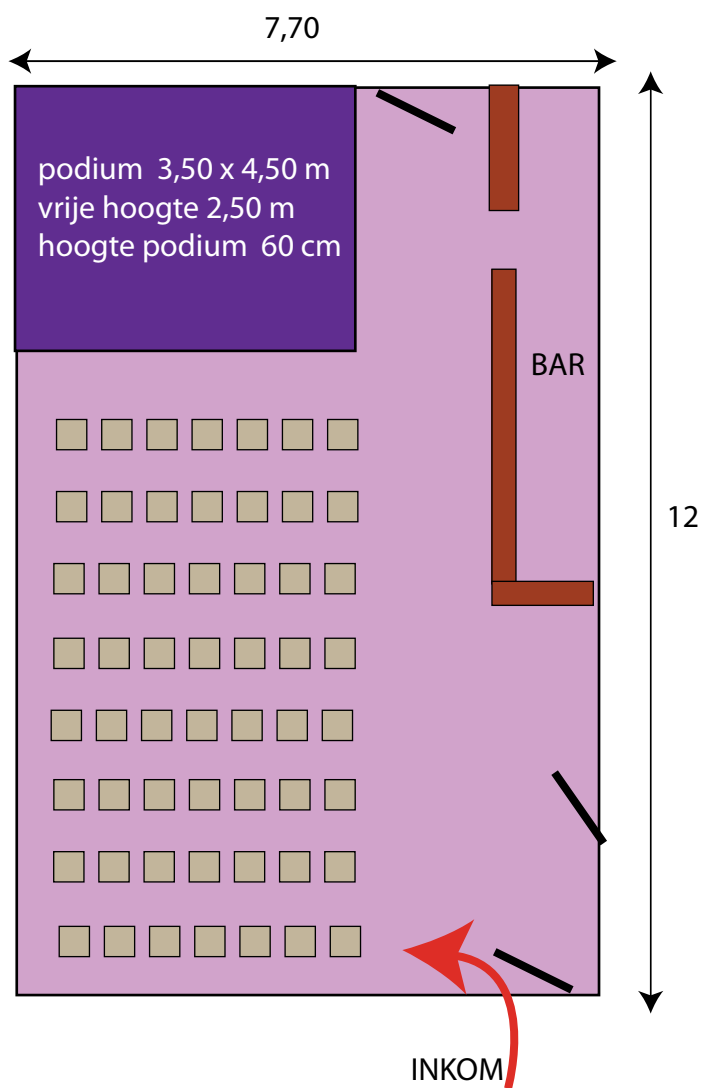 7,70
podium 3,50 x 4,50 m
vrije hoogte 2,50 m
hoogte podium 60 cm
BAR
12
INKOM